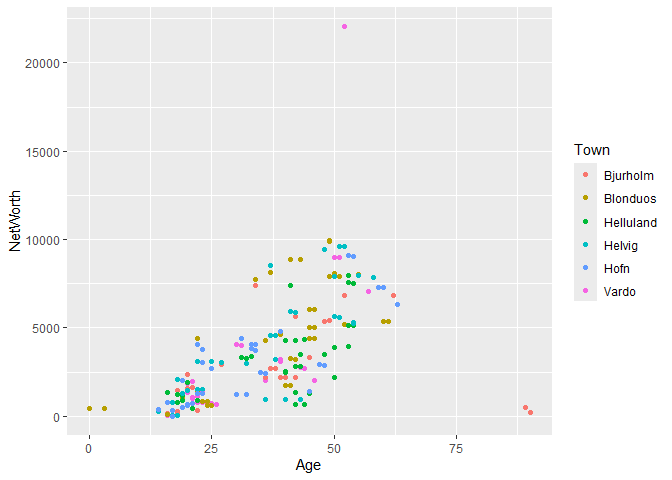 20000
15000
10000
5000
0
NetWorth
0 25 50 75
Age
Town
Bjurholm
Blonduos
Helluland
Helvig
Hofn
Vardo